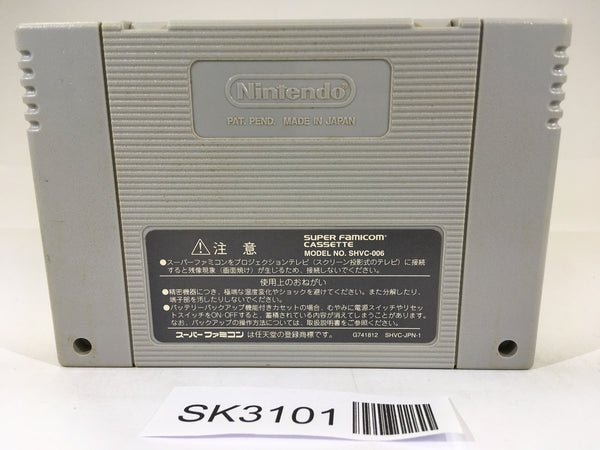 Nintendo
PAT. PEND. MADE IN JAPAN
注意
SUPER FAMICOM
CASSETTE
MODEL NO. SHVC-006
●スーパーファミコンをプロジェクションテレビ(スクリーン投影式のテレビ)に接続
すると残像現象(画面焼け)が生じるため、接続しないでください。
使用上のおねがい
●精密機器につき、極端な温度変化やショックを避けてください。また分解したり、
端子部を汚したりしないでください。
●バッテリーバックアップ機能付きカセットの場合、むやみに電源スイッチやリセッ
トスイッチをON・OFFすると、蓄積されている内容が消えてしまうことがあります。
なお、バックアップの操作方法については、取扱説明書をご参照ください。
スーパーファミコンは任天堂の登録商標です。 G741812 SHVC-JPN-1
SK3101